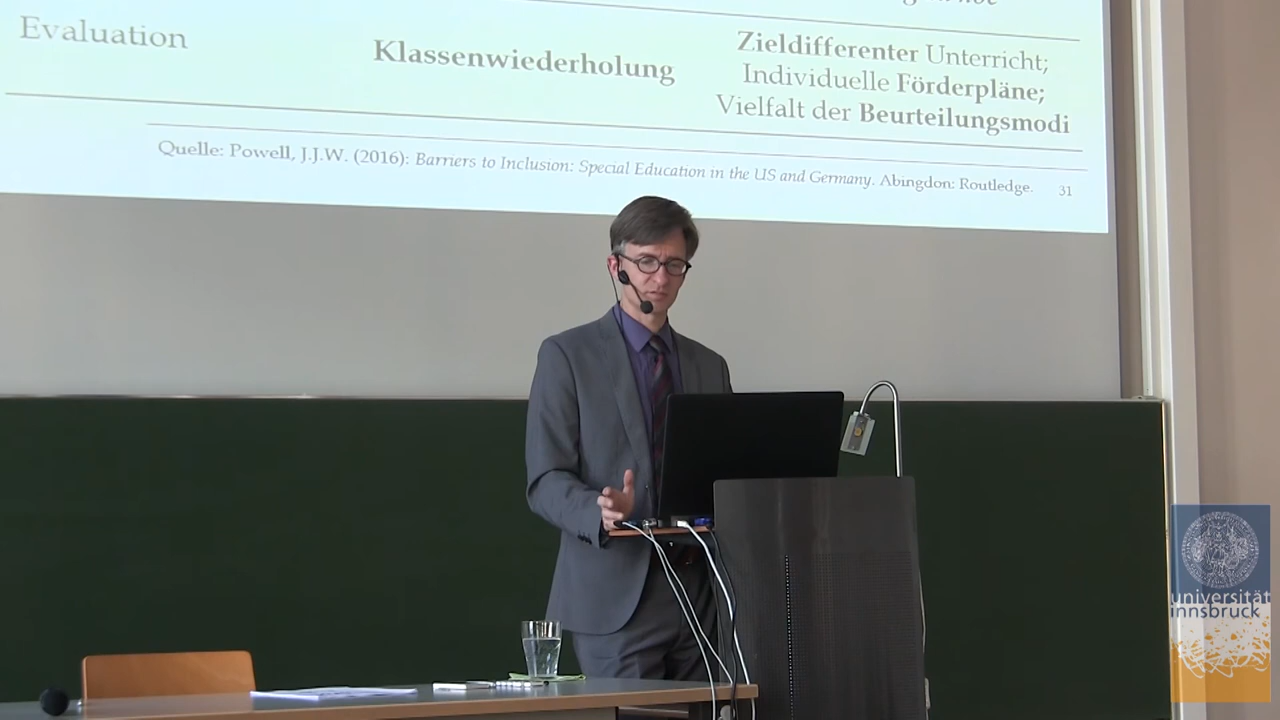 Evaluation
Klassenwiederholung
Zieldifferenter Unterricht;
Individuelle Förderpläne;
Vielfalt der Beurteilungsmodi
Quelle: Powell, J.J.W. (2016): Barriers to Inclusion: Special Education in the US and Germany. Abingdon: Routledge.
31
universität
innsbruck